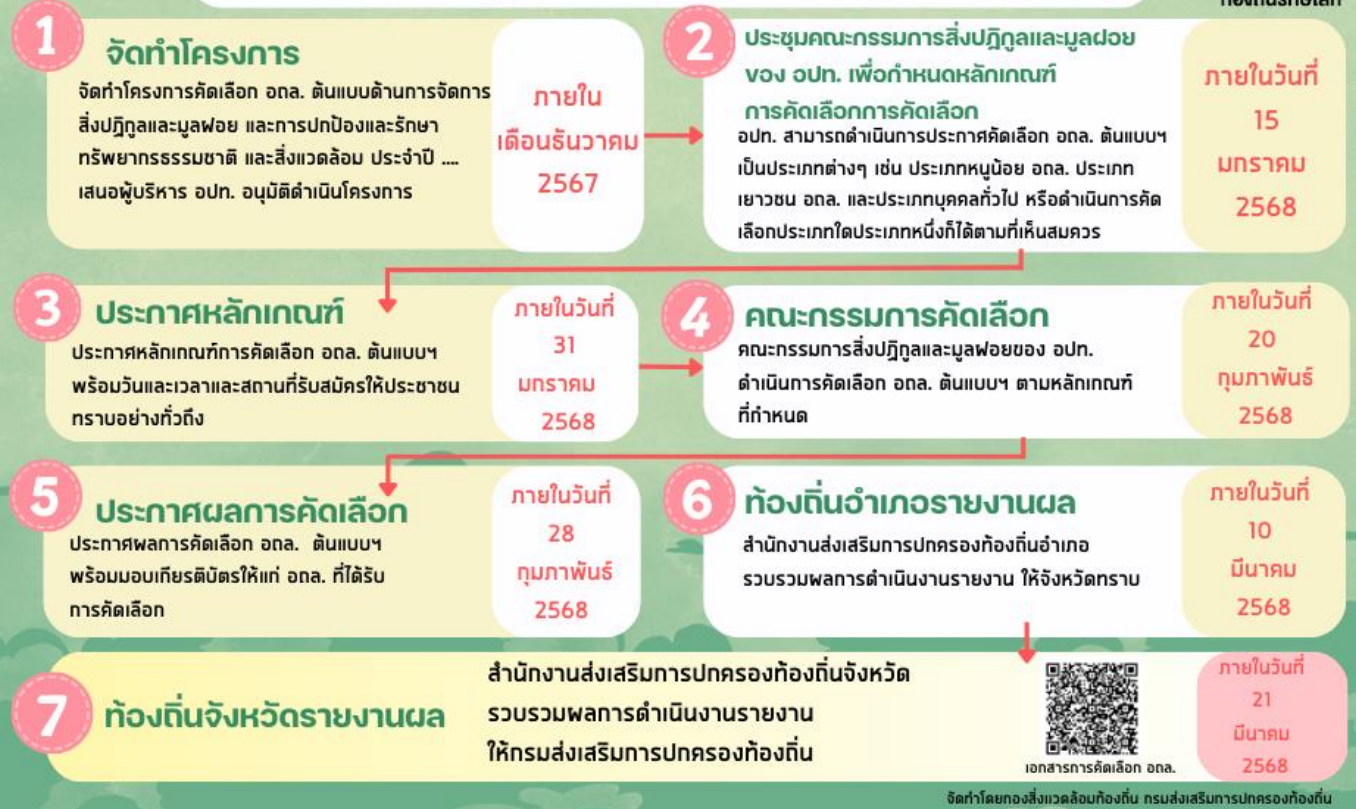 1
จัดทำโครงการ
จัดทำโครงการคัดเลือก อถล. ต้นแบบด้านการจัดการ
สิ่งปฏิกูลและมูลฝอย และการปกป้องและรักษา
ทรัพยากรธรรมชาติ และสิ่งแวดล้อม ประจำปี ....
เสนอผู้บริหาร อปท. อนุมัติดำเนินโครงการ
ภายใน
เดือนธันวาคม
2567
2
ประชุมคณะกรรมการสิ่งปฏิกูลและมูลฝอย
ของ อปท. เพื่อกำหนดหลักเกณฑ์
การคัดเลือกการคัดเลือก
อปท. สามารถดำเนินการประกาศคัดเลือก อถล. ต้นแบบฯ
เป็นประเภทต่างๆ เช่น ประเภทหนูน้อย อถล. ประเภท
เยาวชน อถล. และประเภทบุคคลทั่วไป หรือดำเนินการคัด
เลือกประเภทใดประเภทหนึ่งก็ได้ตามที่เห็นสมควร
ภายในวันที่
15
มกราคม
2568
3
ประกาศหลักเกณฑ์
ประกาศหลักเกณฑ์การคัดเลือก อถล. ต้นแบบฯ
พร้อมวันและเวลาและสถานที่รับสมัครให้ประชาชน
ทราบอย่างทั่วถึง
ภายในวันที่
31
มกราคม
2568
4
คณะกรรมการคัดเลือก
คณะกรรมการสิ่งปฏิกูลและมูลฝอยของ อปท.
ดำเนินการคัดเลือก อถล. ต้นแบบฯ ตามหลักเกณฑ์
ที่กำหนด
ภายในวันที่
20
กุมภาพันธ์
2568
5
ประกาศผลการคัดเลือก
ประกาศผลการคัดเลือก อถล. ต้นแบบฯ
พร้อมมอบเกียรติบัตรให้แก่ อถล. ที่ได้รับ
การคัดเลือก
ภายในวันที่
28
กุมภาพันธ์
2568
6
ท้องถิ่นอำเภอรายงานผล
สำนักงานส่งเสริมการปกครองท้องถิ่นอำเภอ
รวบรวมผลการดำเนินงานรายงาน ให้จังหวัดทราบ
ภายในวันที่
10
มีนาคม
2568
7
ท้องถิ่นจังหวัดรายงานผล
สำนักงานส่งเสริมการปกครองท้องถิ่นจังหวัด
รวบรวมผลการดำเนินงานรายงาน
ให้กรมส่งเสริมการปกครองท้องถิ่น
เอกสารการคัดเลือก อถล.
ภายในวันที่
21
มีนาคม
2568
จัดทำโดยกองสิ่งแวดล้อมท้องถิ่น กรมส่งเสริมการปกครองท้องถิ่น